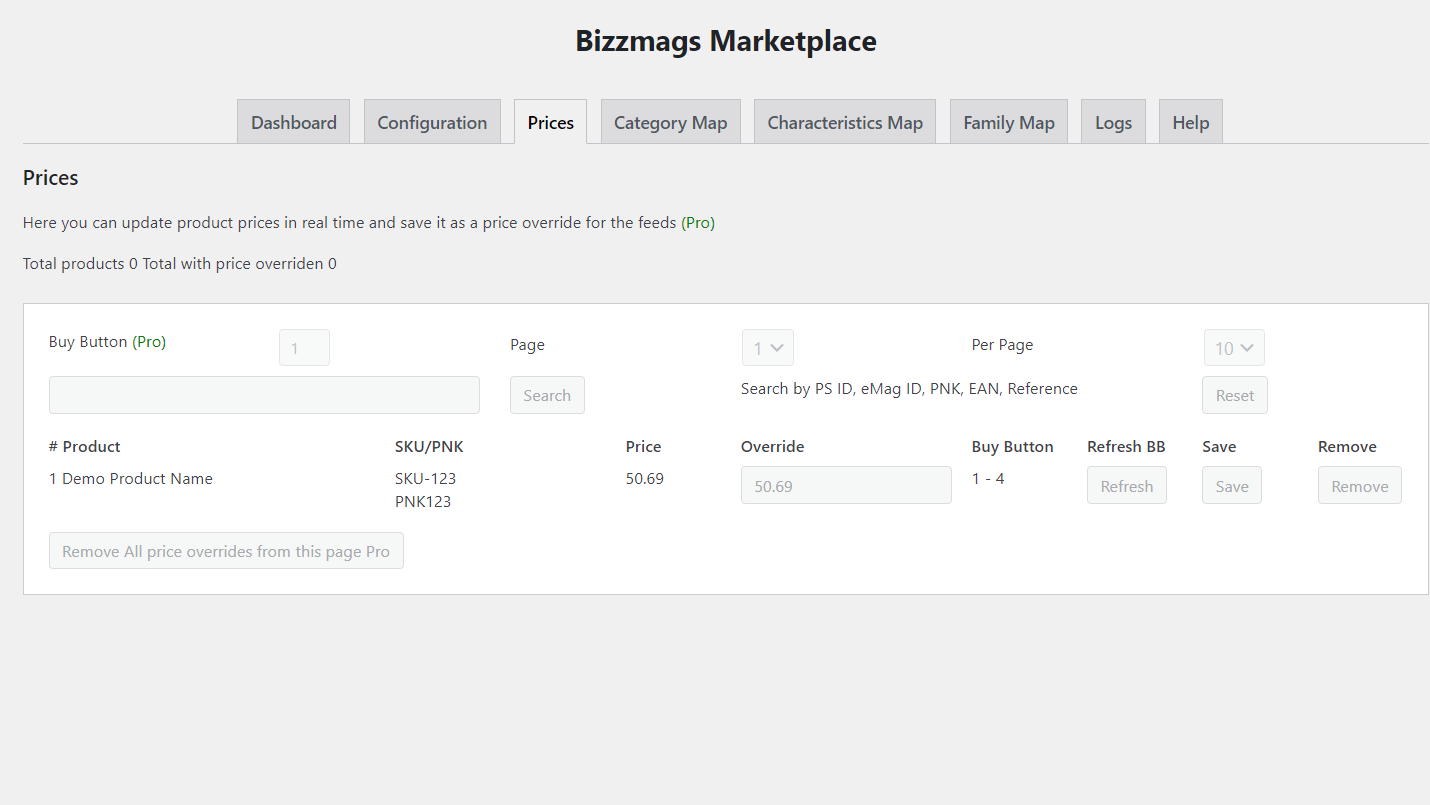 Bizzmags Marketplace
Dashboard Configuration Prices Category Map Characteristics Map Family Map Logs Help
Prices
Here you can update product prices in real time and save it as a price override for the feeds (Pro)
Total products 0 Total with price overriden 0
Buy Button (Pro) 1 Page 1 Per Page 10
Search Search by PS ID, eMag ID, PNK, EAN, Reference Reset
# Product SKU/PNK Price Override Buy Button Refresh BB Save Remove
1 Demo Product Name SKU-123 50.69 50.69 1 - 4 Refresh Save Remove
PNK123
Remove All price overrides from this page Pro